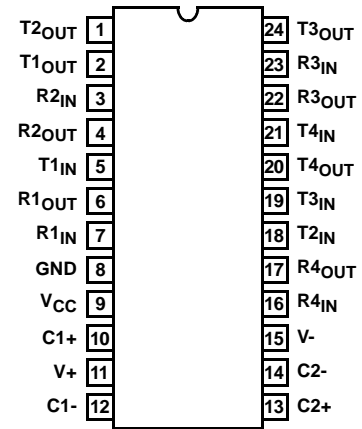 T2OUT 1 24 T3OUT
T1OUT 2 23 R3IN
R2IN 3 22 R3OUT
R2OUT 4 21 T4IN
T1IN 5 20 T4OUT
R1OUT 6 19 T3IN
R1IN 7 18 T2IN
GND 8 17 R4OUT
VCC 9 16 R4IN
C1+ 10 15 V-
V+ 11 14 C2-
C1- 12 13 C2+